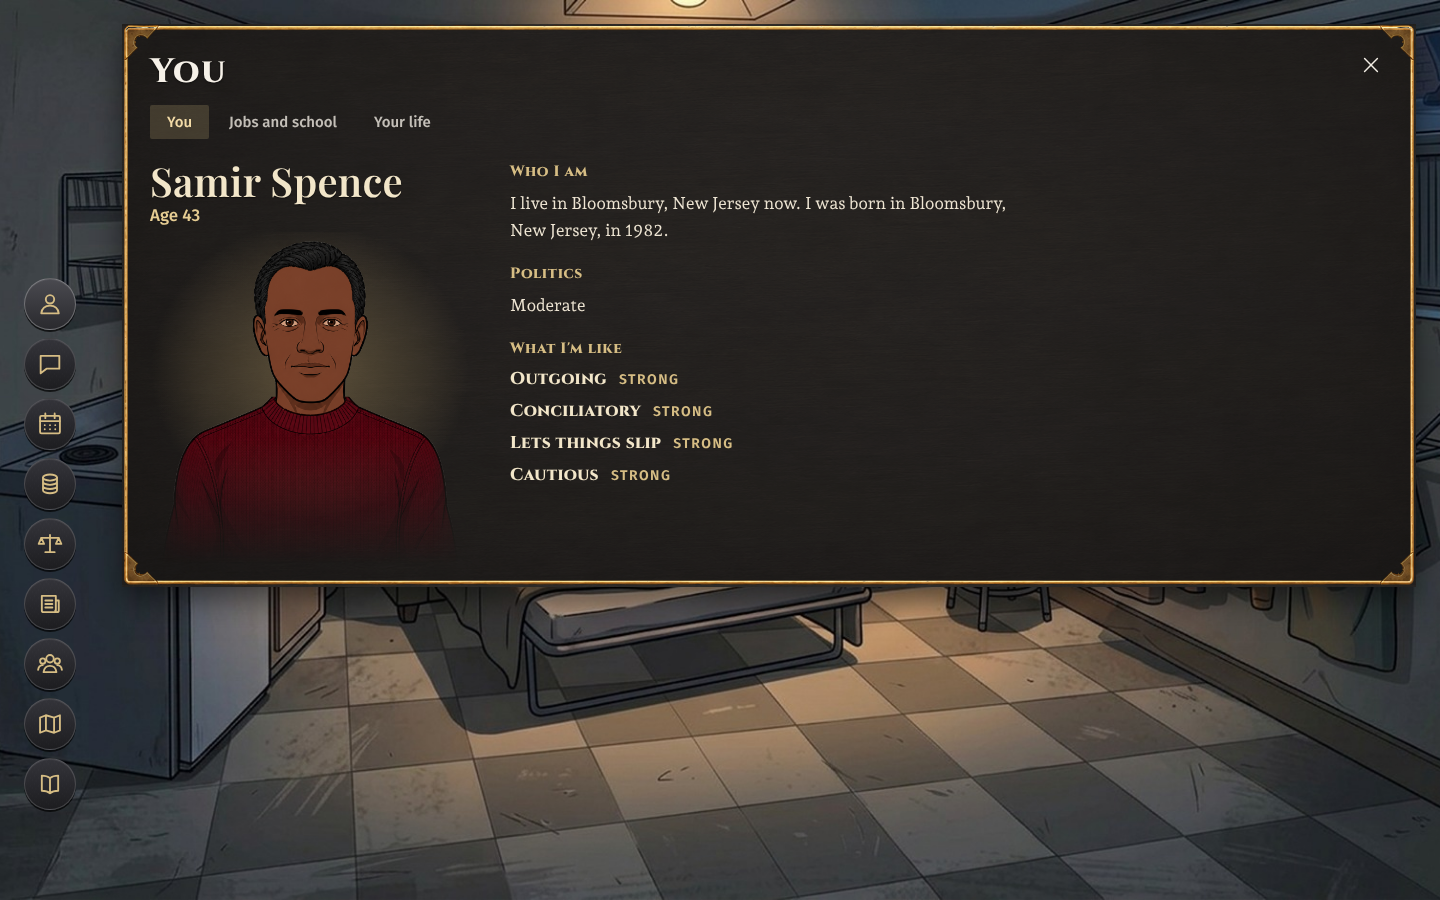 You
You
Jobs and school
Your life
Samir Spence
Age 43
Who I am
I live in Bloomsbury, New Jersey now. I was born in Bloomsbury,
New Jersey, in 1982.
Politics
Moderate
What I'm like
Outgoing STRONG
Conciliatory STRONG
Lets things slip STRONG
Cautious STRONG